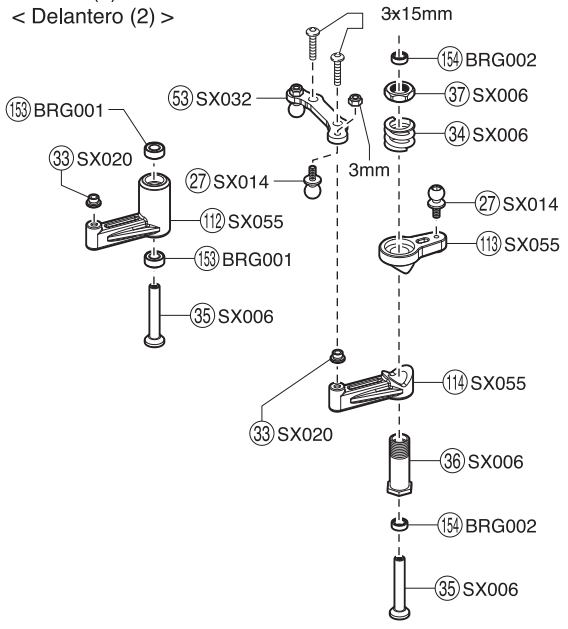 < Delantero (2) >
3x15mm
154 BRG002
53 SX032
37 SX006
153 BRG001
34 SX006
33 SX020
3mm
27 SX014
27 SX014
112 SX055
113 SX055
153 BRG001
35 SX006
114 SX055
33 SX020
36 SX006
154 BRG002
35 SX006